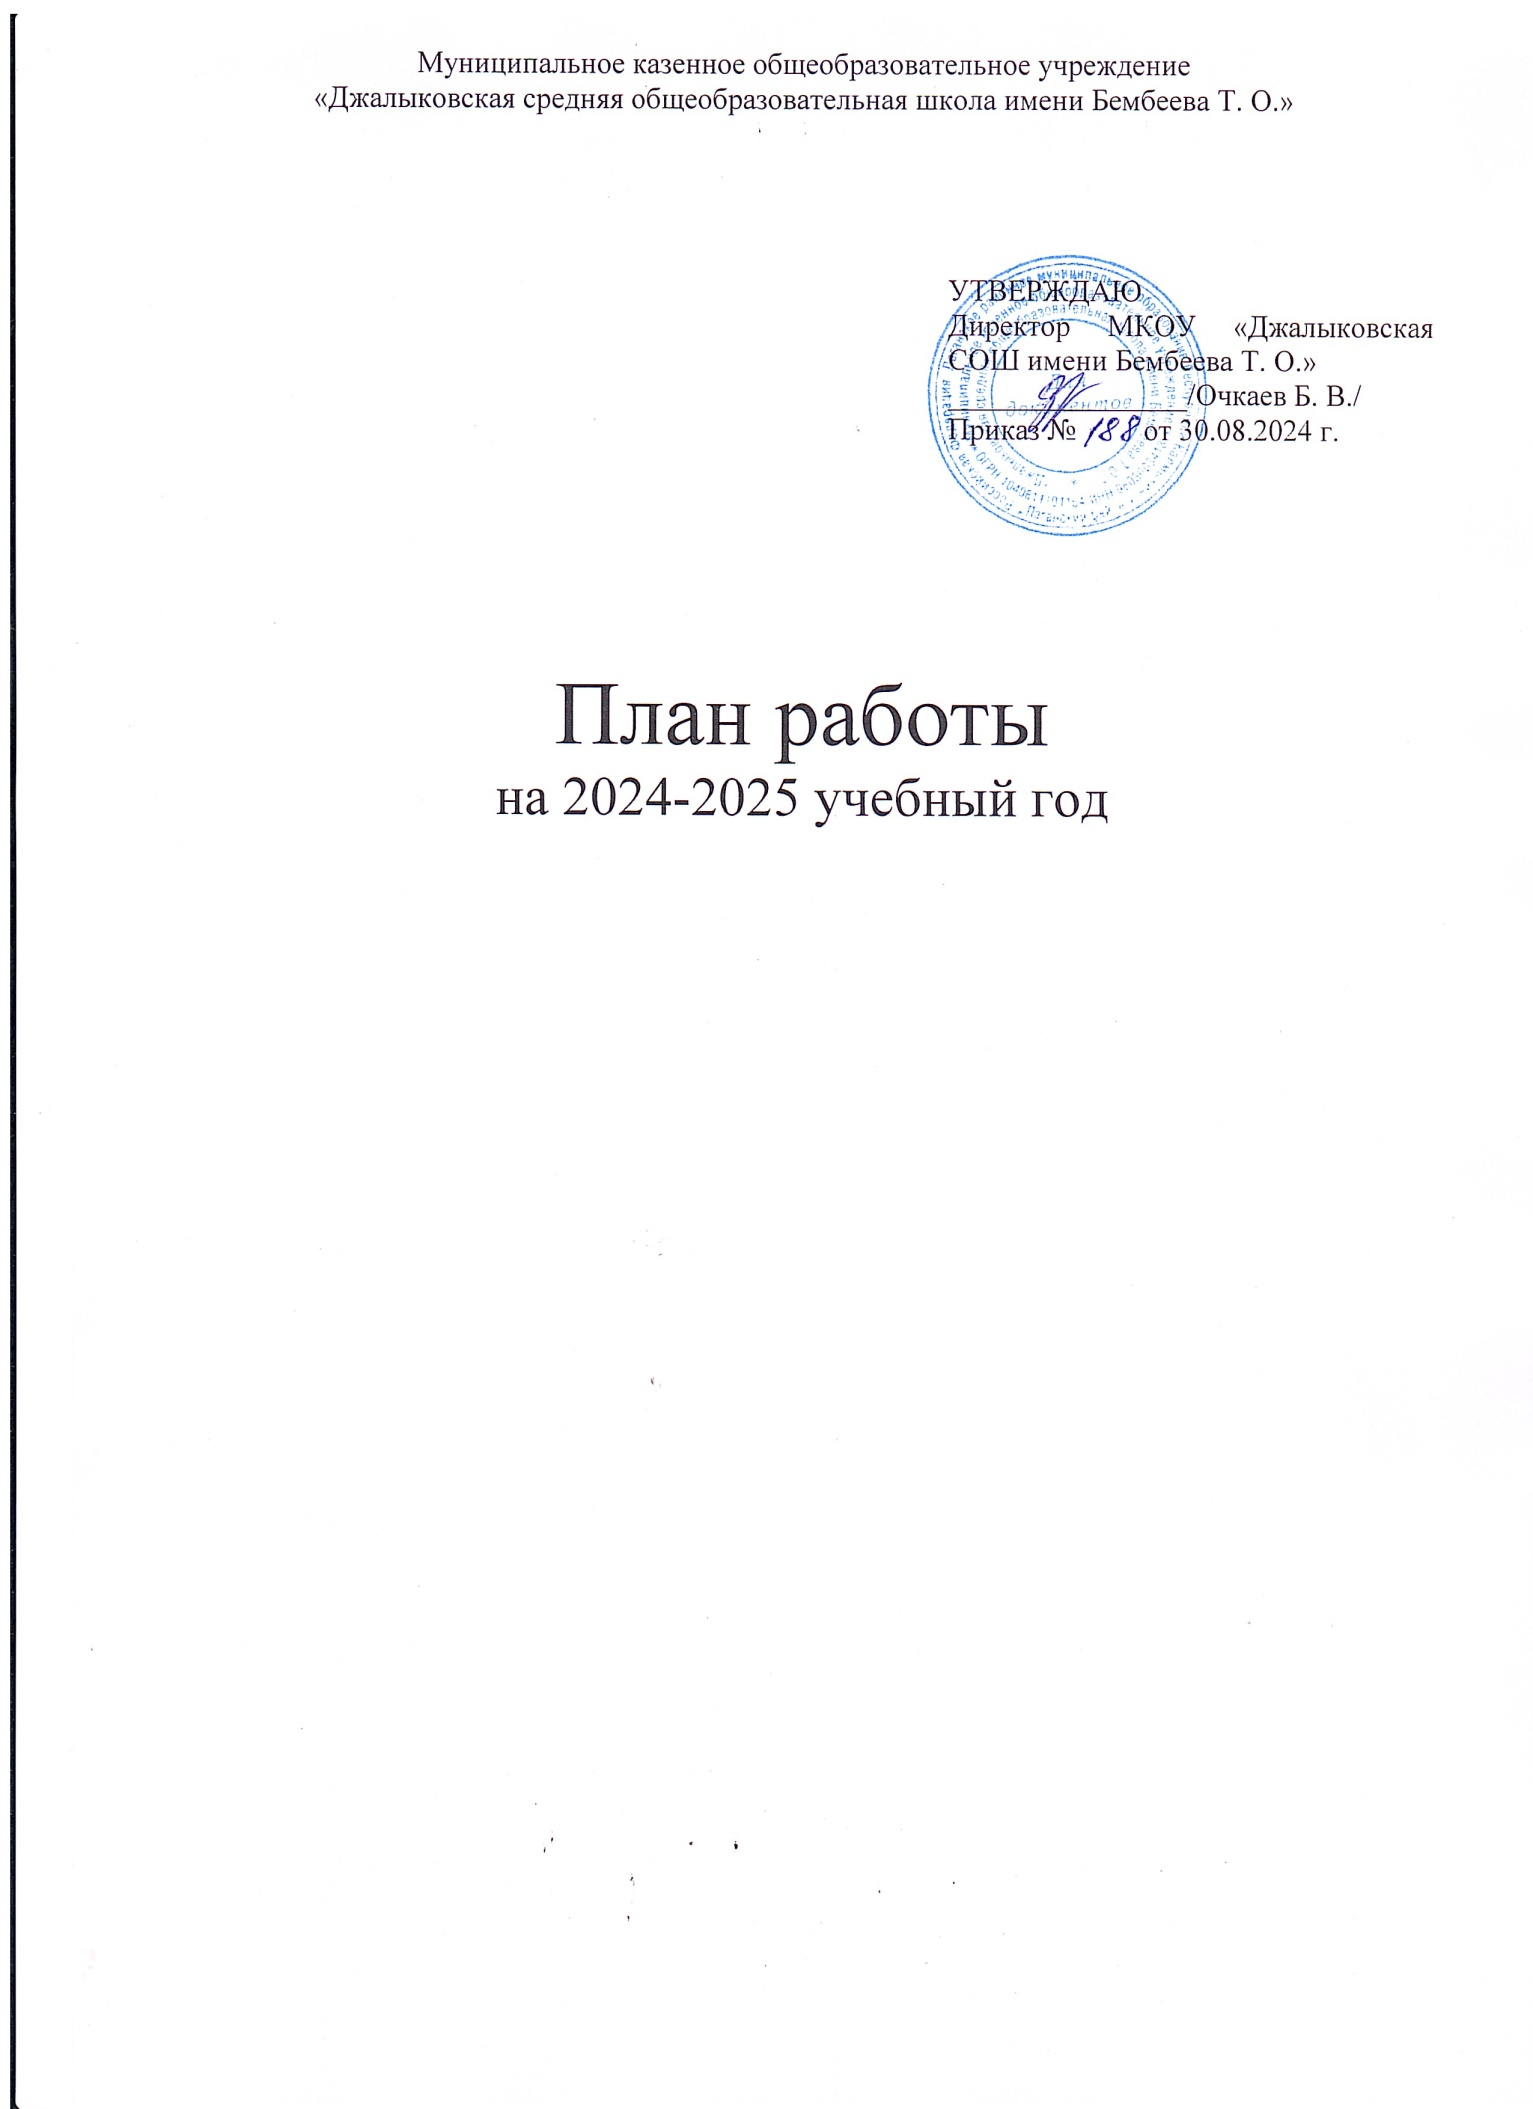 Муниципальное казенное общеобразовательное учреждение
«Джалыковская средняя общеобразовательная школа имени Бембеева Т. О.»
УТВЕРЖДАЮ
Директор МКОУ «Джалыковская
СОШ имени Бембеева Т. О.»
/Очкаев Б. В./
Приказ № 188 от 30.08.2024 г.
документов
План работы
на 2024-2025 учебный год